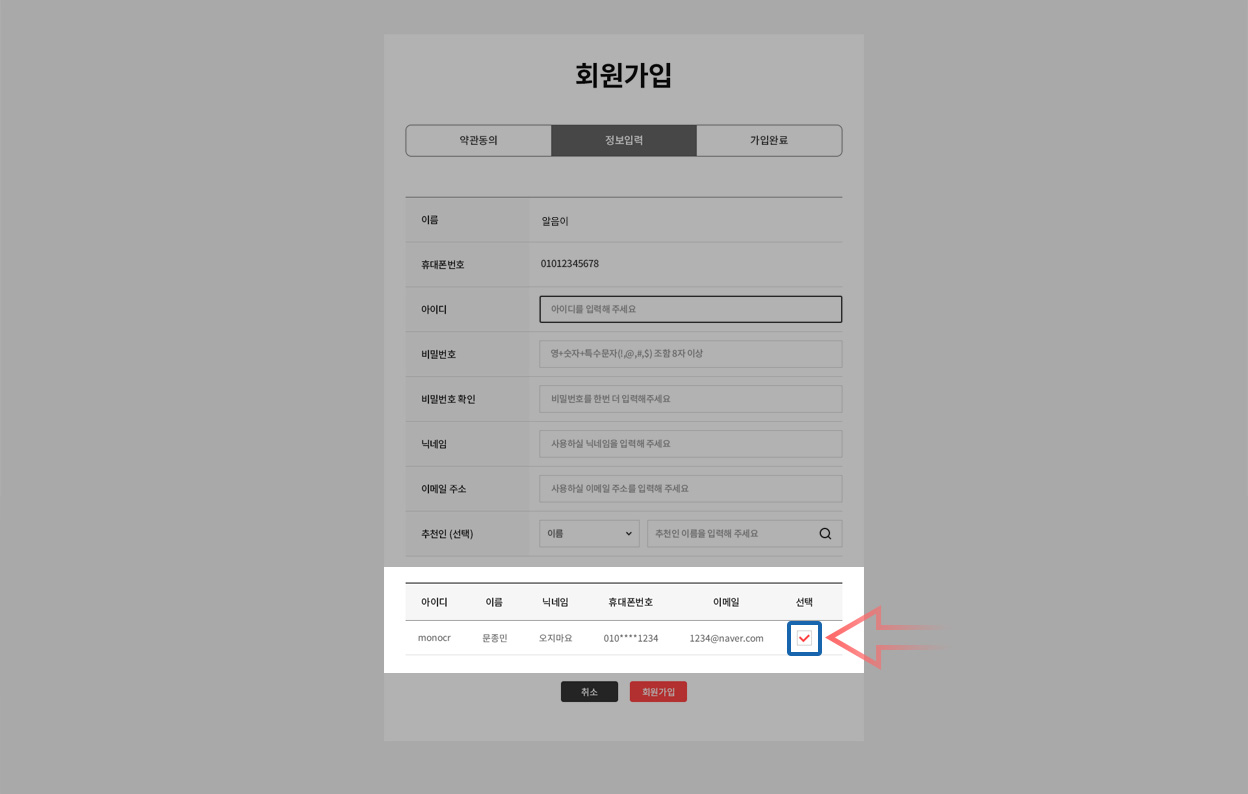 회원가입
약관동의 정보입력 가입완료
이름 알음이
휴대폰번호 01012345678
아이디 아이디를 입력해 주세요
비밀번호 영+숫자+특수문자(!,@,#,$) 조합 8자 이상
비밀번호 확인 비밀번호를 한번 더 입력해주세요
닉네임 사용하실 닉네임을 입력해 주세요
이메일 주소 사용하실 이메일 주소를 입력해 주세요
추천인 (선택) 이름 추천인 이름을 입력해 주세요
아이디 이름 닉네임 휴대폰번호 이메일 선택
monocr 문종민 오지마요 010****1234 1234@naver.com
취소 회원가입